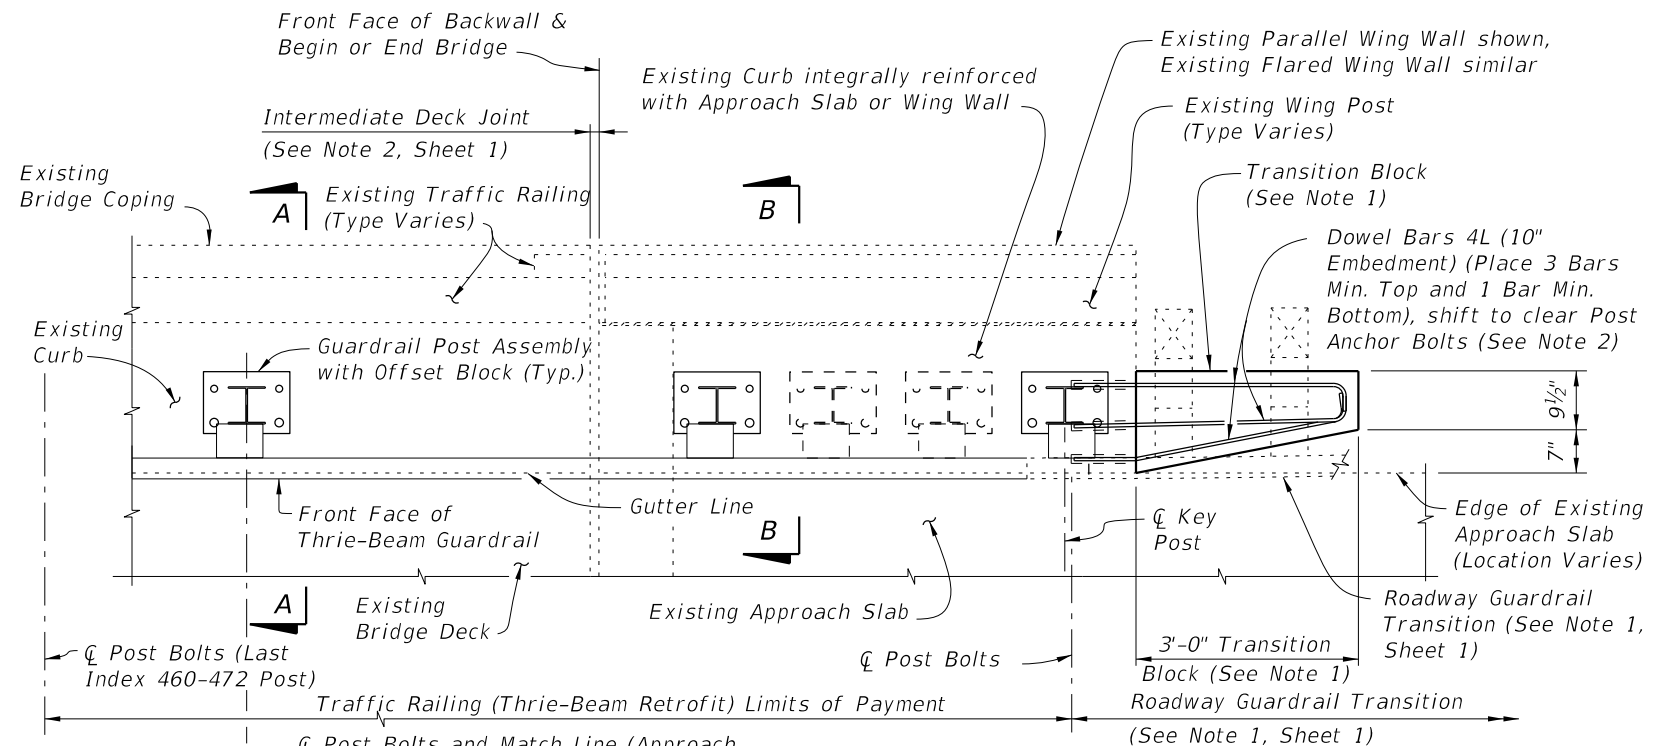 Front Face of Backwall &
Begin or End Bridge
Existing Parallel Wing Wall shown,
Existing Flared Wing Wall similar
Existing Curb integrally reinforced
with Approach Slab or Wing Wall
Existing Wing Post
(Type Varies)
Intermediate Deck Joint
(See Note 2, Sheet 1)
Existing
Bridge Coping
A
Existing Traffic Railing
(Type Varies)
B
Transition Block
(See Note 1)
Dowel Bars 4L (10"
Embedment) (Place 3 Bars
Min. Top and 1 Bar Min.
Bottom), shift to clear Post
Anchor Bolts (See Note 2)
Existing
Curb
Guardrail Post Assembly
with Offset Block (Typ.)
9½"
7"
Gutter Line
Front Face of
Thrie-Beam Guardrail
B
℄ Key
Post
Edge of Existing
Approach Slab
(Location Varies)
A
Existing
Bridge Deck
Existing Approach Slab
Roadway Guardrail
Transition (See Note 1,
Sheet 1)
℄ Post Bolts (Last
Index 460-472 Post)
℄ Post Bolts
3'-0" Transition
Block (See Note 1)
Traffic Railing (Thrie-Beam Retrofit) Limits of Payment
Roadway Guardrail Transition
(See Note 1, Sheet 1)
℄ Post Bolts and Match Line (Approach